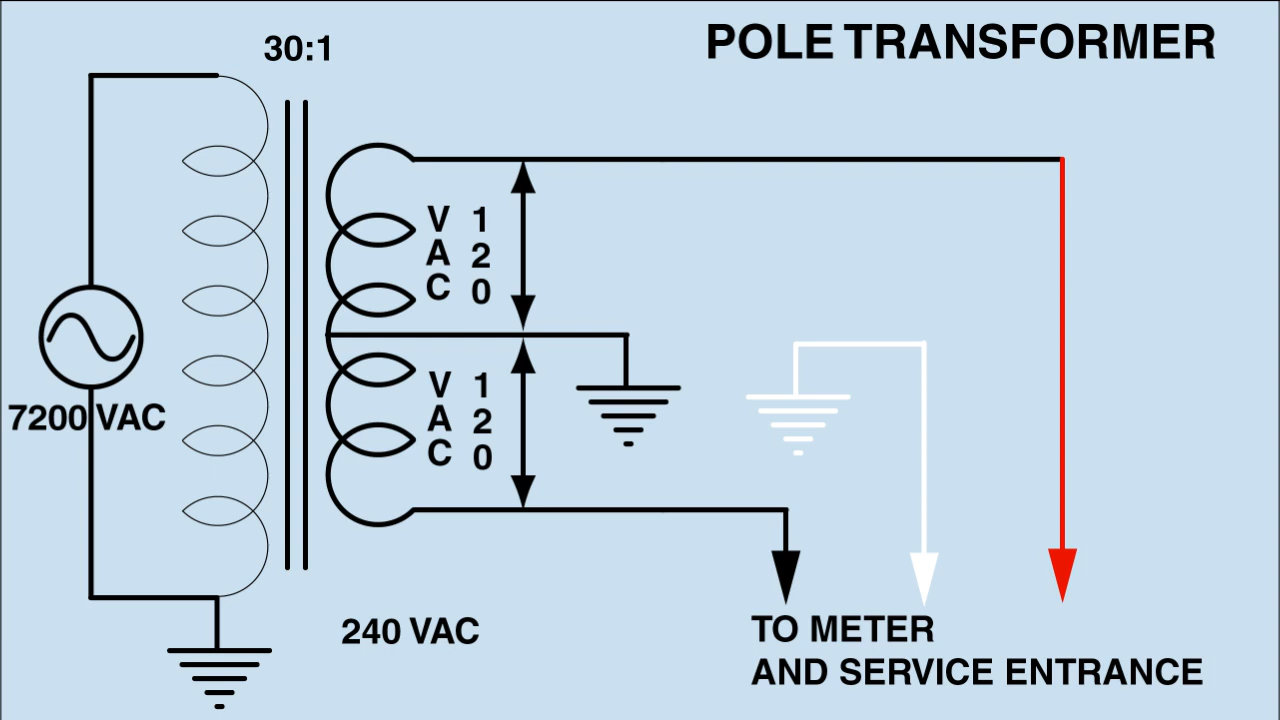 POLE TRANSFORMER
30:1
V 1
A 2
C 0
7200 VAC
V 1
A 2
C 0
240 VAC
TO METER
AND SERVICE ENTRANCE